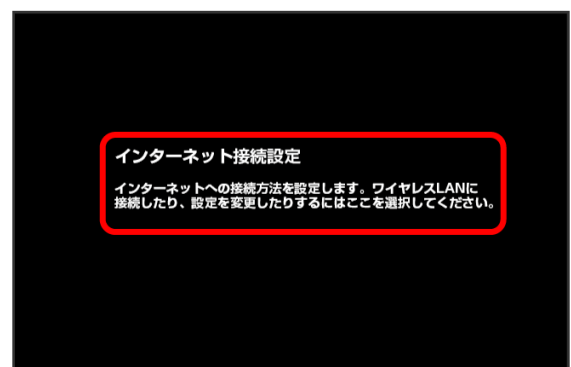 インターネット接続設定
インターネットへの接続方法を設定します。ワイヤレスLANに
接続したり、設定を変更したりするにはここを選択してください。